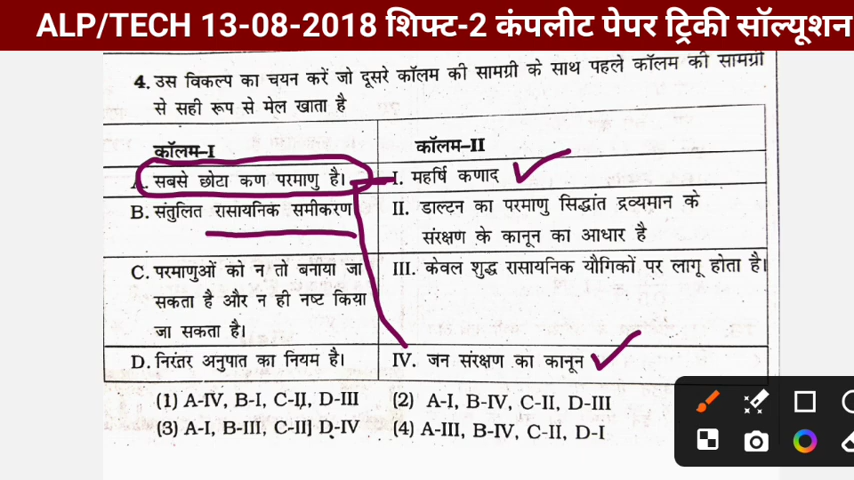 ALP/TECH 13-08-2018 शिफ्ट-2 कंपलीट पेपर ट्रिकी सॉल्यूशन
4. उस विकल्प का चयन करें जो दूसरे कॉलम की सामग्री के साथ पहले कॉलम की सामग्री
से सही रूप से मेल खाता है
कॉलम-I कॉलम-II
A. सबसे छोटा कण परमाणु है। I. महर्षि कणाद
B. संतुलित रासायनिक समीकरण II. डाल्टन का परमाणु सिद्धांत द्रव्यमान के
संरक्षण के कानून का आधार है
C. परमाणुओं को न तो बनाया जा III. केवल शुद्ध रासायनिक यौगिकों पर लागू होता है।
सकता है और न ही नष्ट किया
जा सकता है।
D. निरंतर अनुपात का नियम है। IV. जन संरक्षण का कानून
(1) A-IV, B-I, C-II, D-III (2) A-I, B-IV, C-II, D-III
(3) A-I, B-III, C-II] D-IV (4) A-III, B-IV, C-II, D-I